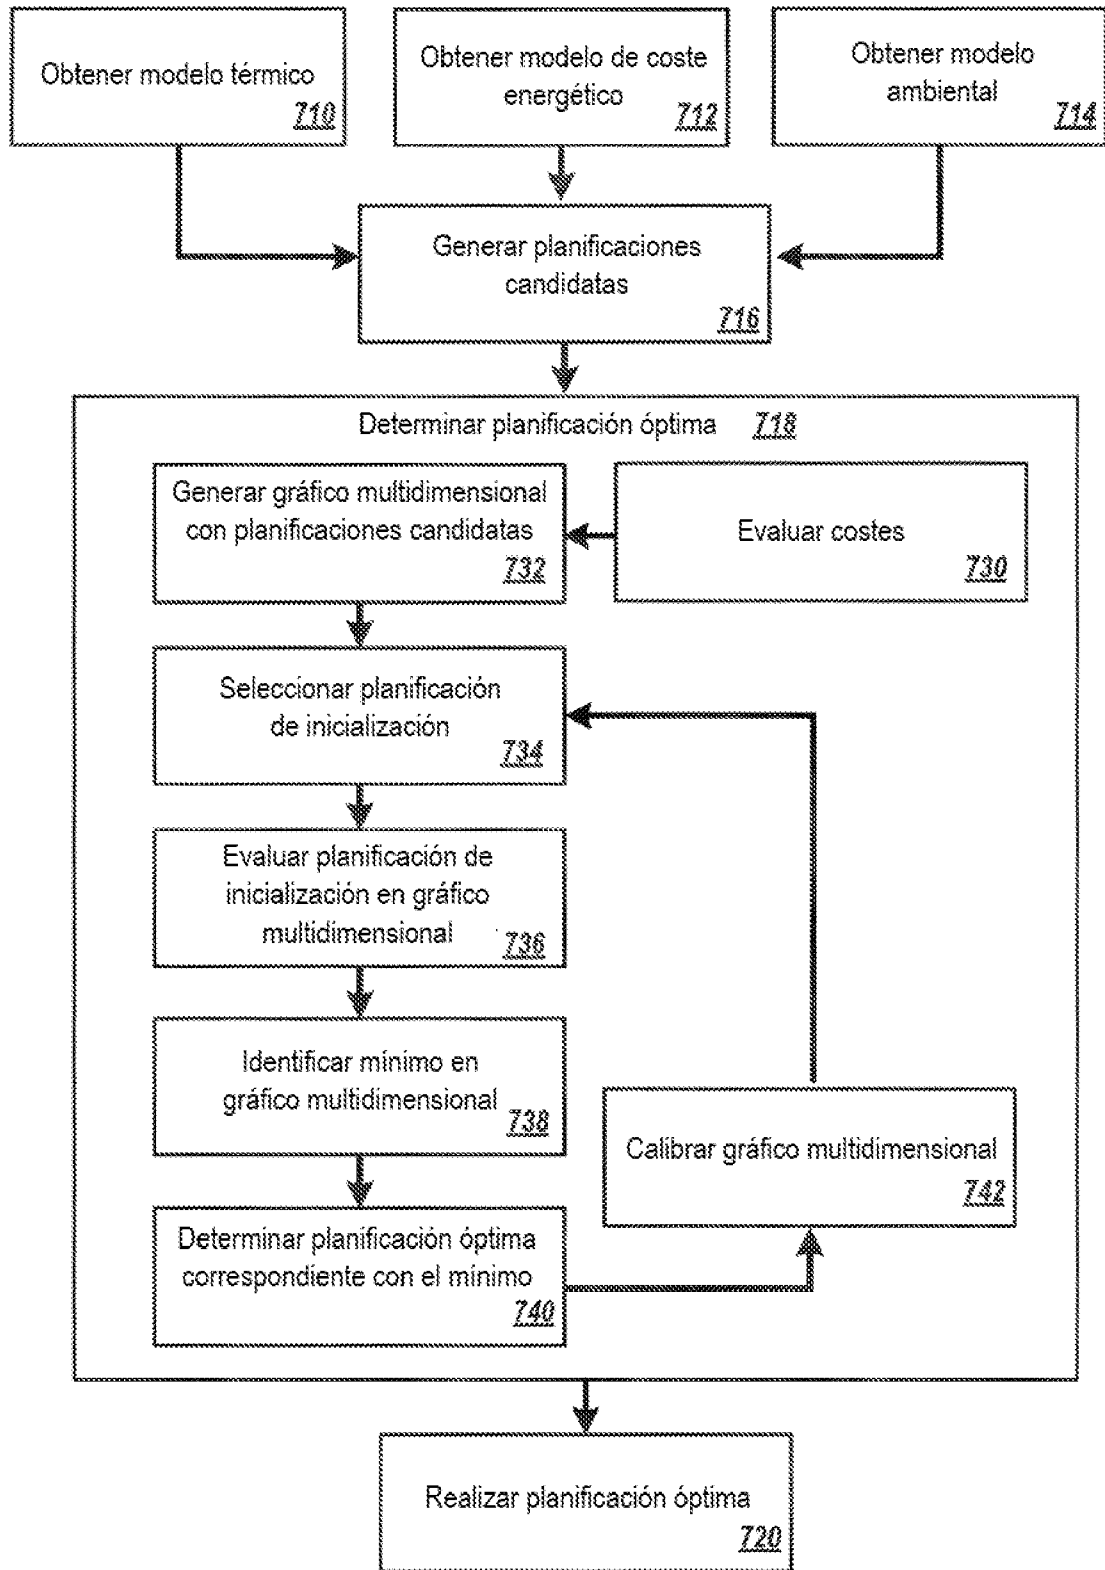 Obtener modelo térmico
710
Obtener modelo de coste
energético
712
Obtener modelo
ambiental
714
Generar planificaciones
candidatas
716
Determinar planificación óptima 718
Generar gráfico multidimensional
con planificaciones candidatas
732
Evaluar costes
730
Seleccionar planificación
de inicialización
734
Evaluar planificación de
inicialización en gráfico
multidimensional
736
Identificar mínimo en
gráfico multidimensional
738
Calibrar gráfico multidimensional
742
Determinar planificación óptima
correspondiente con el mínimo
740
Realizar planificación óptima
720